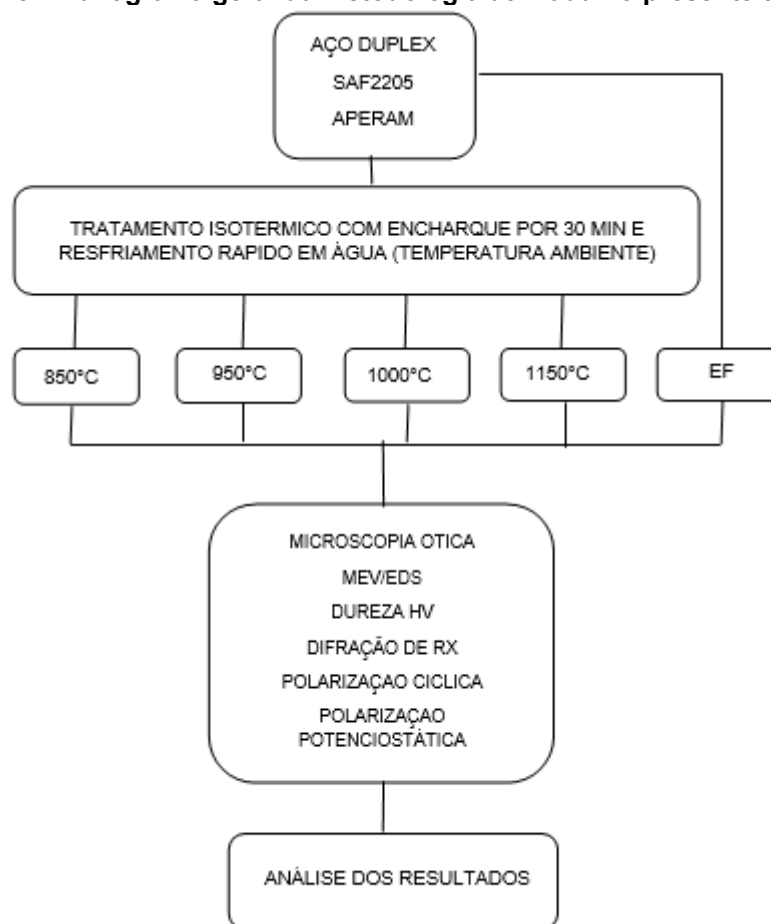 AÇO DUPLEX
SAF2205
APERAM
TRATAMENTO ISOTERMICO COM ENCHARQUE POR 30 MIN E
RESFRIAMENTO RAPIDO EM ÁGUA (TEMPERATURA AMBIENTE)
850°C
950°C
1000°C
1150°C
EF
MICROSCOPIA OTICA
MEV/EDS
DUREZA HV
DIFRAÇÃO DE RX
POLARIZAÇAO CICLICA
POLARIZAÇAO
POTENCIOSTÁTICA
ANÁLISE DOS RESULTADOS